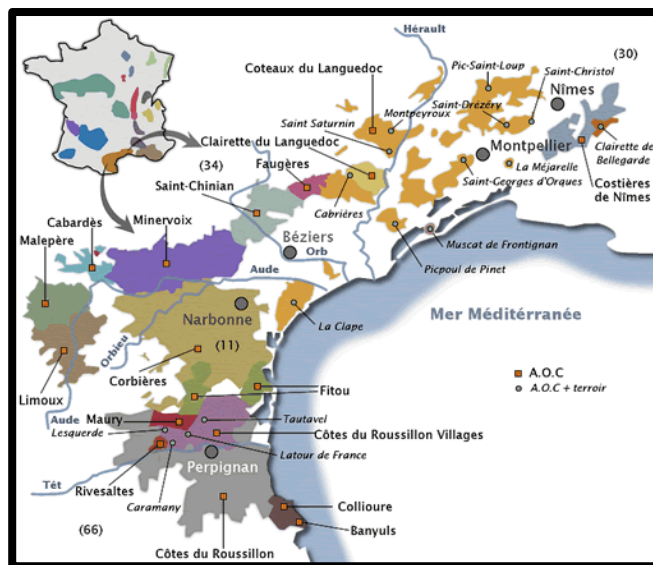 Hérault
(30)
Pic-Saint-Loup
Saint-Christol
Coteaux du Languedoc
Nîmes
Montpeyroux
Saint-Drézéry
Saint Saturnin
Clairette du Languedoc
Montpellier
Clairette de
Bellegarde
(34)
Faugères
La Méjarelle
Saint-Chinian
Saint-Georges d'Orques
Costières
de Nîmes
Cabrières
Cabardès
Minervoix
Béziers
Muscat de Frontignan
Malepère
Orb
Picpoul de Pinet
Aude
Narbonne
Mer Méditérranée
La Clape
Orbieu
(11)
Corbières
A.O.C
Limoux
Fitou
A.O.C + terroir
Aude
Maury
Tautavel
Lesquerde
Côtes du Roussillon Villages
Perpignan
Latour de France
Têt
Rivesaltes
Caramany
Collioure
(66)
Banyuls
Côtes du Roussillon